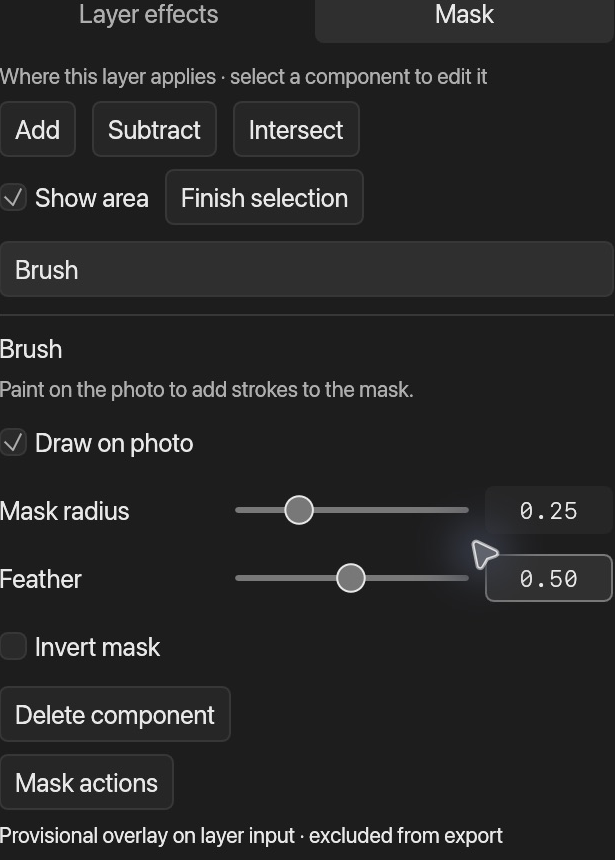 Layer effects Mask
Where this layer applies · select a component to edit it
Add Subtract Intersect
Show area Finish selection
Brush
Brush
Paint on the photo to add strokes to the mask.
Draw on photo
Mask radius 0.25
Feather 0.50
Invert mask
Delete component
Mask actions
Provisional overlay on layer input · excluded from export